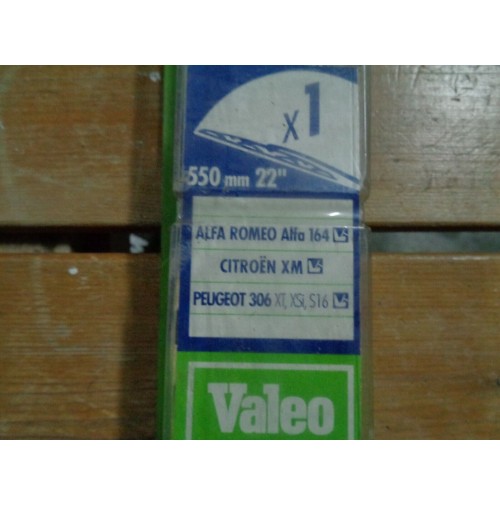 x1
550 mm 22"
ALFA ROMEO Alfa 164
CITROËN XM
PEUGEOT 306 XT, XSi, S16
Valeo